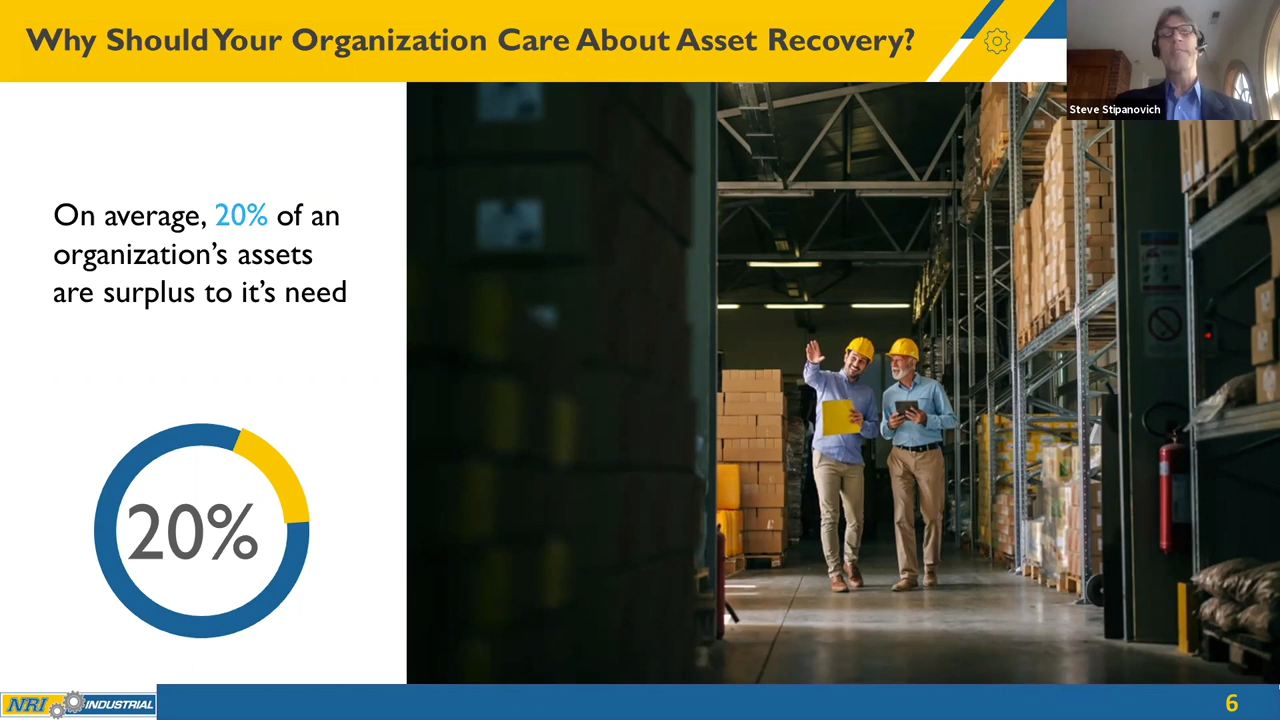 Why Should Your Organization Care About Asset Recovery?
Steve Stipanovich
On average, 20% of an
organization’s assets
are surplus to it’s need
20%
NRI INDUSTRIAL
6